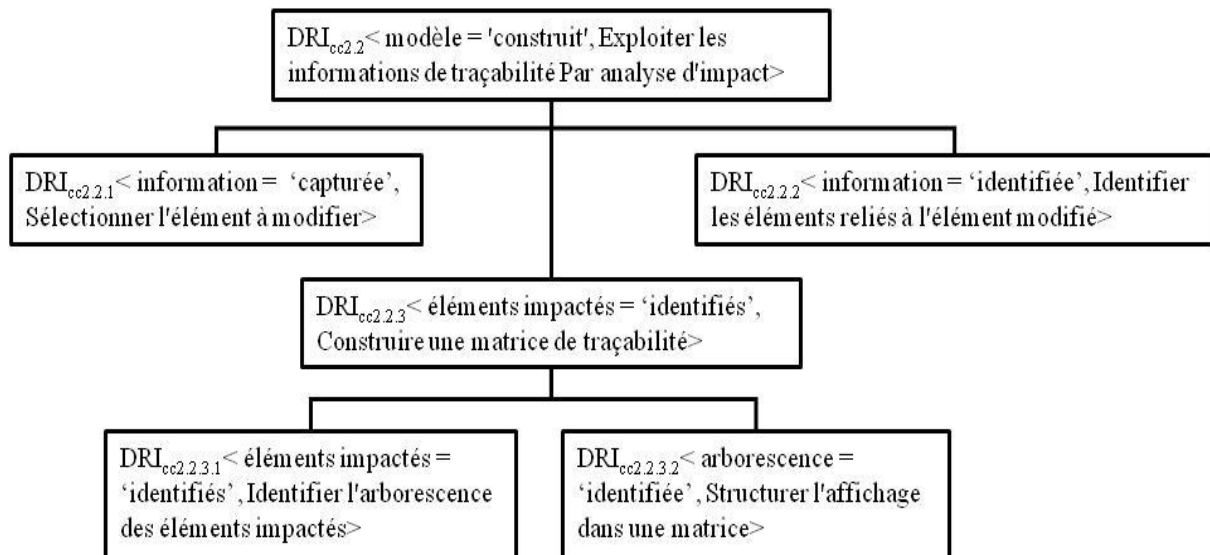 DRIcc2.2< modèle = 'construit', Exploiter les
informations de traçabilité Par analyse d'impact>
DRIcc2.2.1< information = ‘capturée’,
Sélectionner l'élément à modifier>
DRIcc2.2.2< information = ‘identifiée’, Identifier
les éléments reliés à l'élément modifié>
DRIcc2.2.3< éléments impactés = ‘identifiés’,
Construire une matrice de traçabilité>
DRIcc2.2.3.1< éléments impactés =
‘identifiés’, Identifier l'arborescence
des éléments impactés>
DRIcc2.2.3.2< arborescence =
‘identifiée’, Structurer l'affichage
dans une matrice>